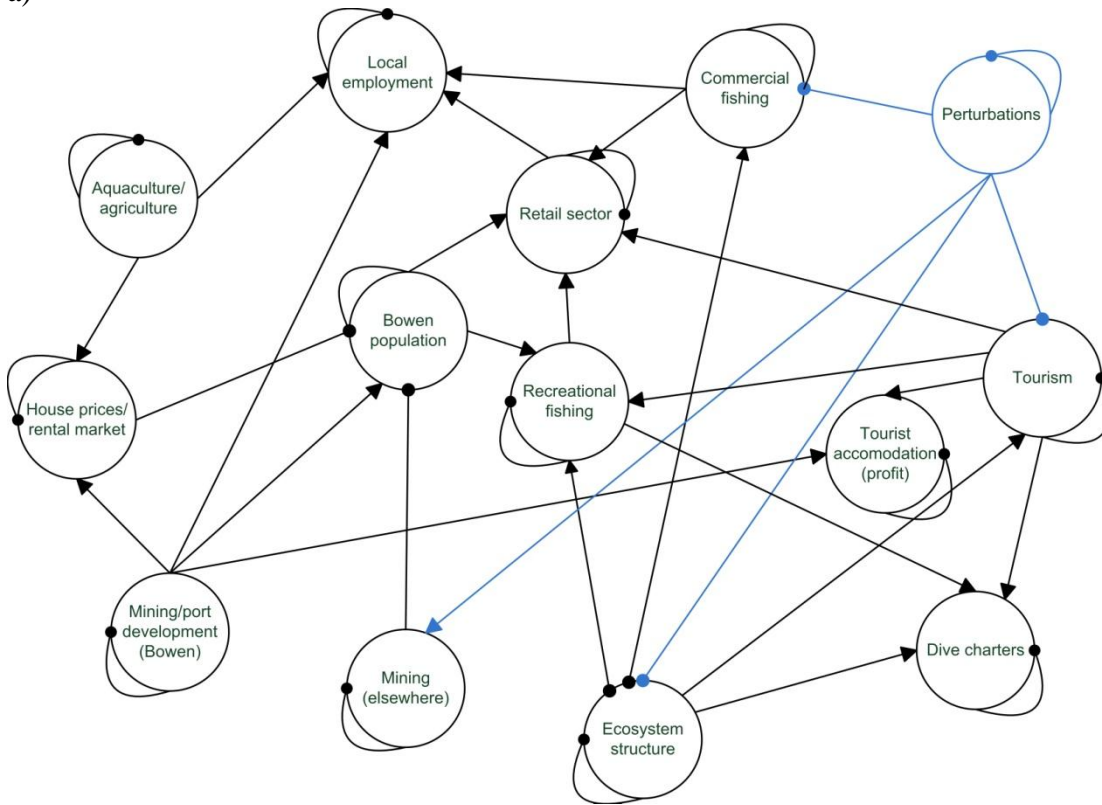 a)
Local
employment
Commercial
fishing
Perturbations
Aquaculture/
agriculture
Retail sector
Bowen
population
House prices/
rental market
Recreational
fishing
Tourism
Tourist
accomodation
(profit)
Mining/port
development
(Bowen)
Mining
(elsewhere)
Ecosystem
structure
Dive charters